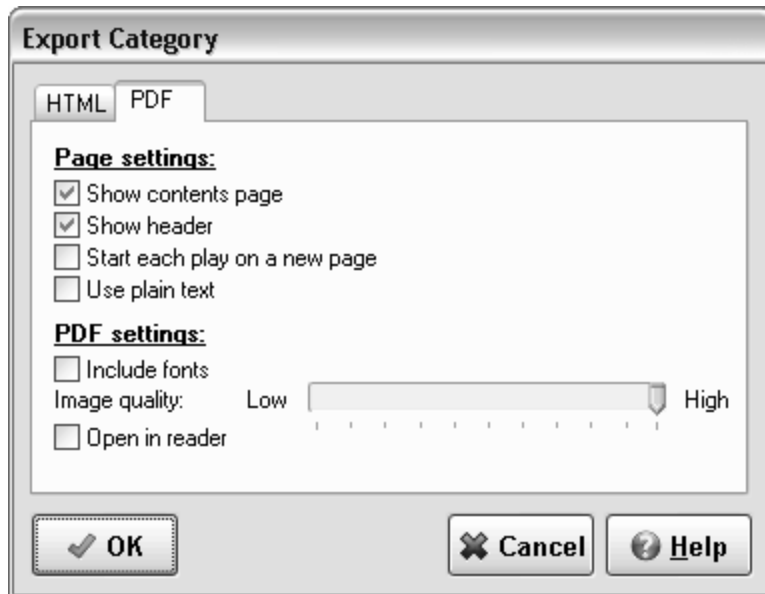 Export Category
HTML PDF
Page settings:
Show contents page
Show header
Start each play on a new page
Use plain text
PDF settings:
Include fonts
Image quality: Low High
Open in reader
OK Cancel Help